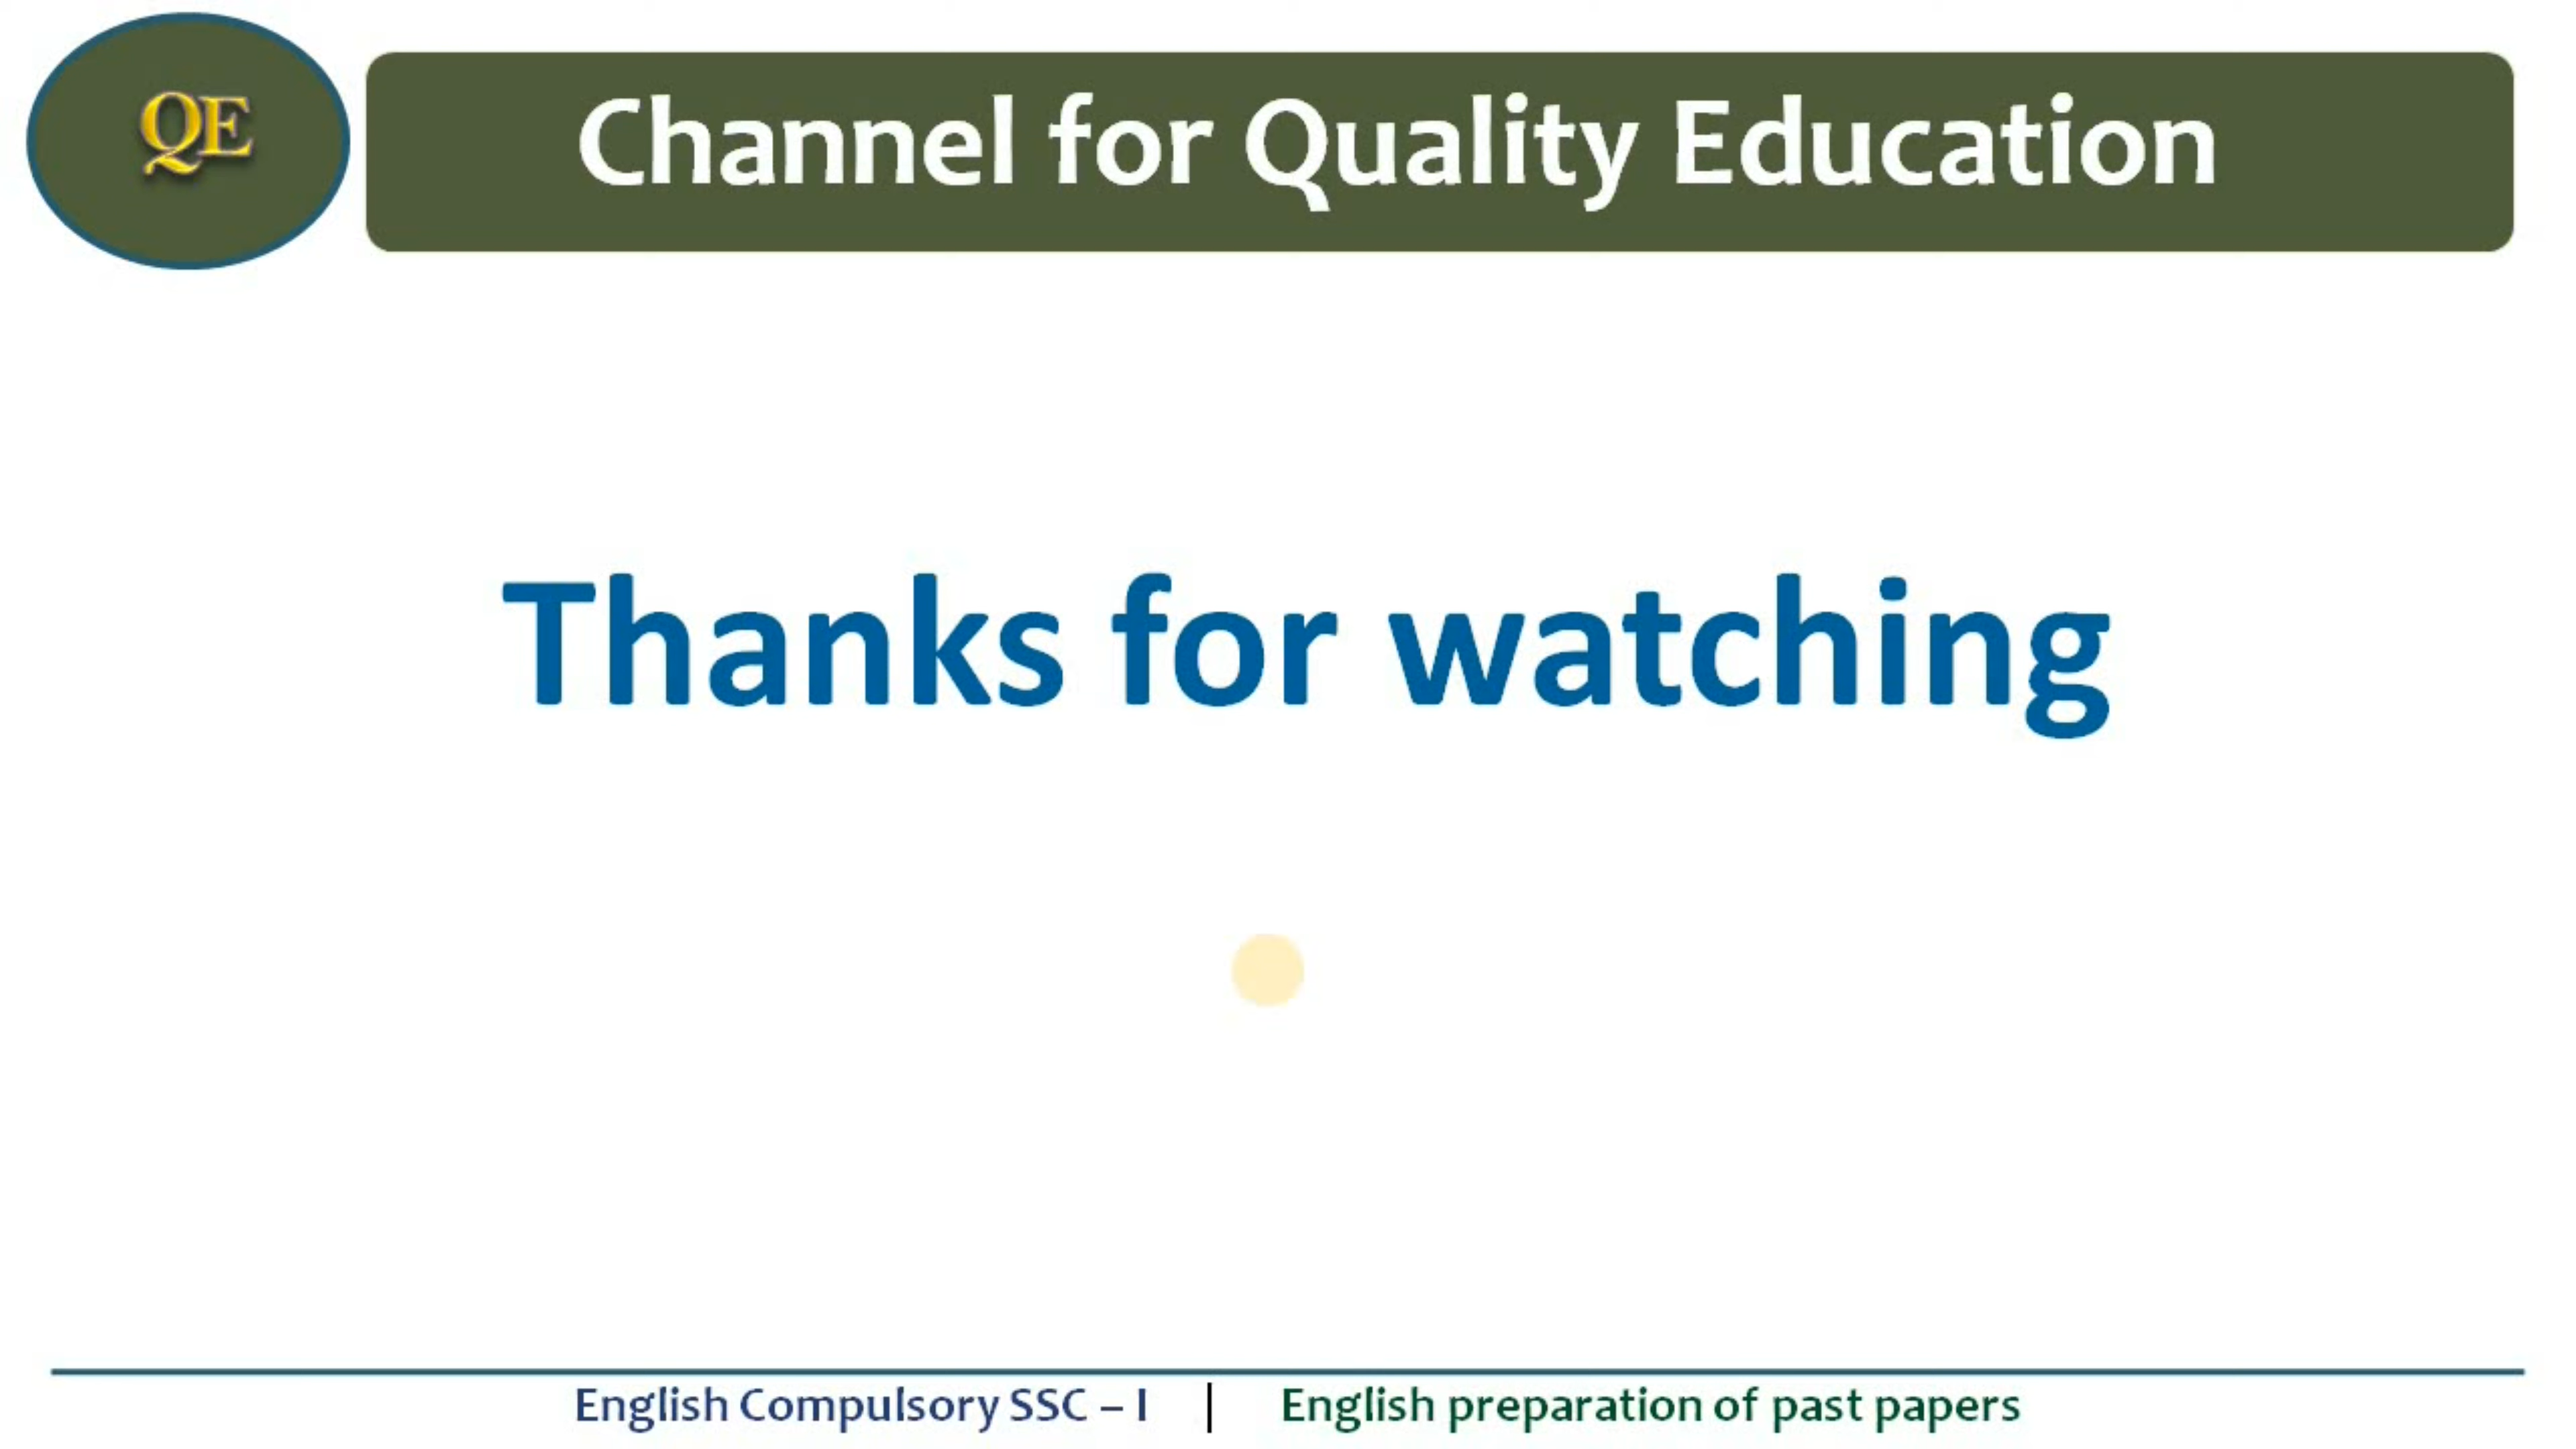 QE
Channel for Quality Education
Thanks for watching
English Compulsory SSC – I | English preparation of past papers